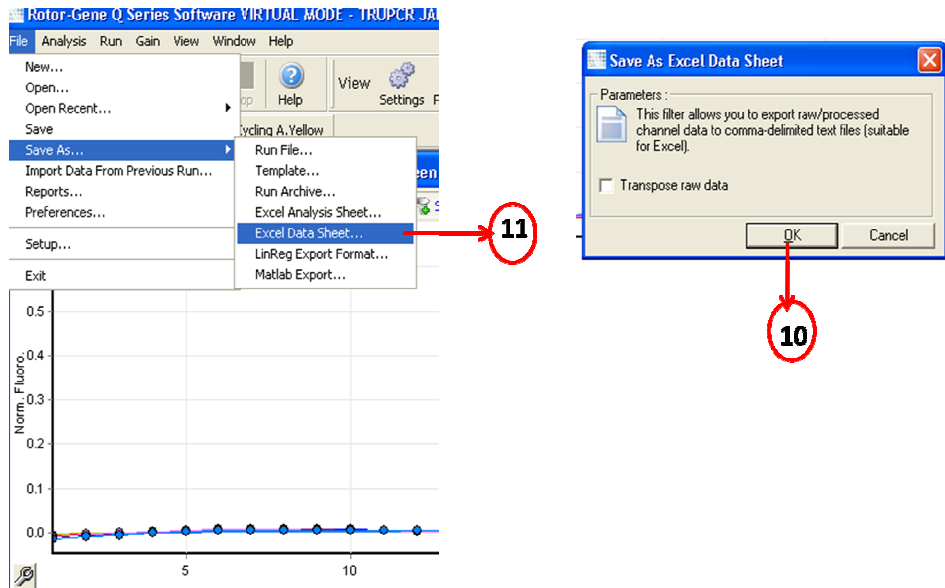 Rotor-Gene Q Series Software VIRTUAL MODE - TRUPCR JA
File Analysis Run Gain View Window Help
New...
Open...
Open Recent...
Save
Save As...
Import Data From Previous Run...
Reports...
Preferences...
Setup...
Exit
Help
View
Settings
Cycling A.Yellow
Run File...
Template...
Run Archive...
Excel Analysis Sheet...
Excel Data Sheet...
LinReg Export Format...
Matlab Export...
11
Norm. Fluoro.
0.5
0.4
0.3
0.2
0.1
0.0
5
10
Save As Excel Data Sheet
Parameters :
This filter allows you to export raw/processed
channel data to comma-delimited text files (suitable
for Excel).
Transpose raw data
OK
Cancel
10